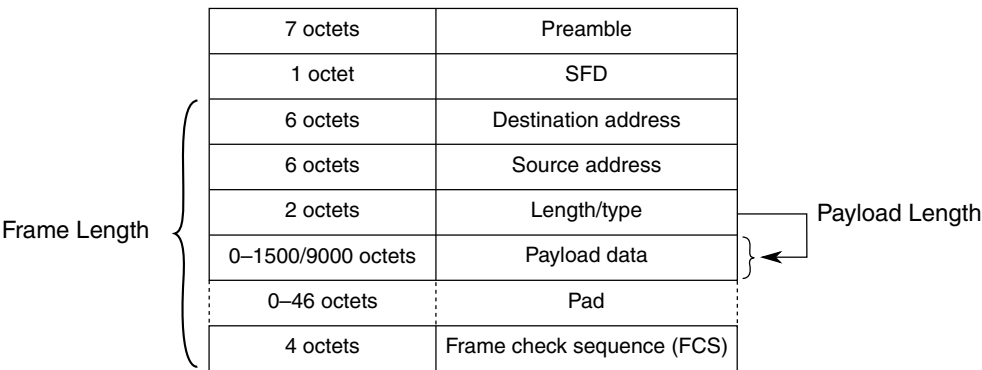 7 octets Preamble
1 octet SFD
6 octets Destination address
6 octets Source address
2 octets Length/type
Payload Length
Frame Length
0–1500/9000 octets Payload data
0–46 octets Pad
4 octets Frame check sequence (FCS)